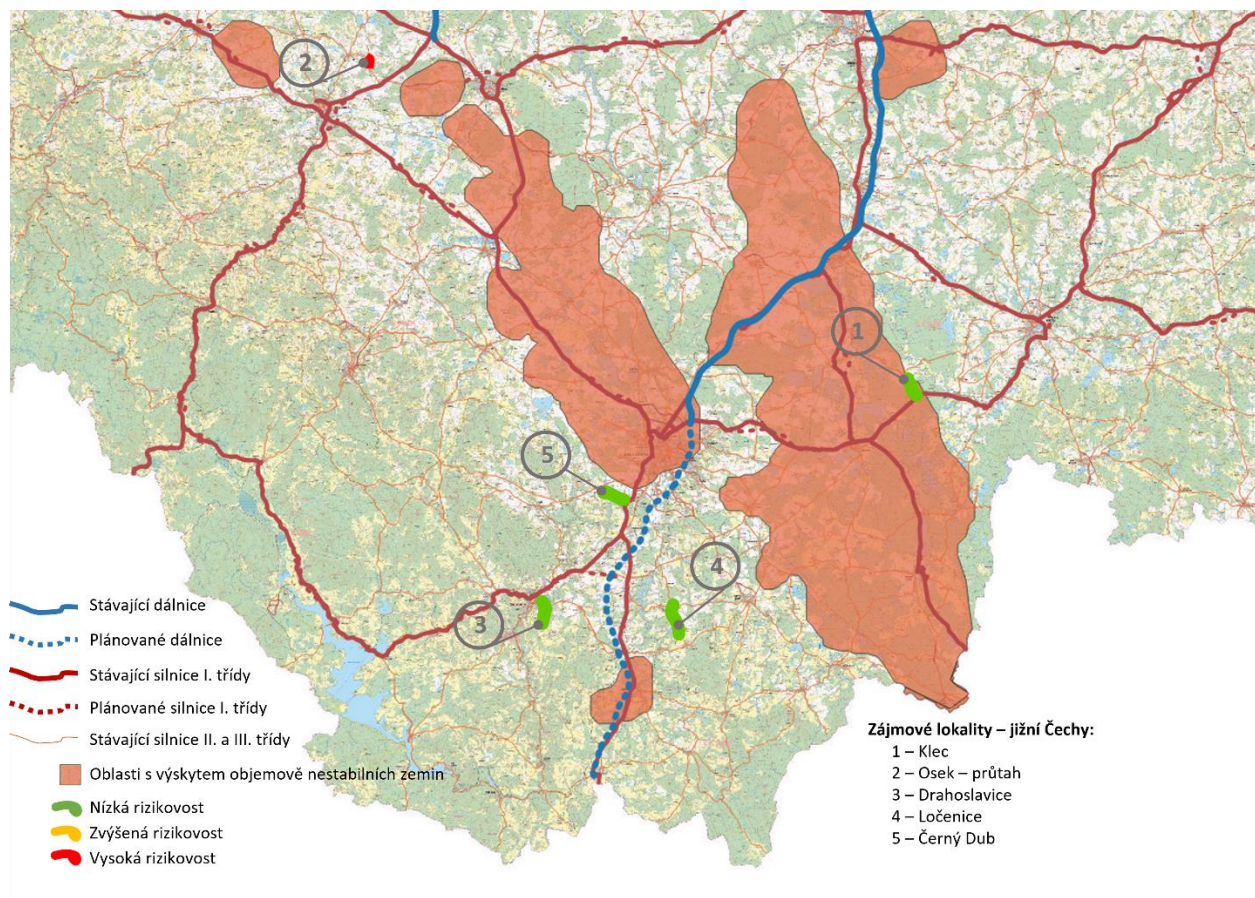 2
1
5
4
3
Stávající dálnice
Plánované dálnice
Stávající silnice I. třídy
Plánované silnice I. třídy
Stávající silnice II. a III. třídy
Oblasti s výskytem objemově nestabilních zemin
Nízká rizikovost
Zvýšená rizikovost
Vysoká rizikovost
Zájmové lokality – jižní Čechy:
1 – Klec
2 – Osek – průtah
3 – Drahoslavice
4 – Ločenice
5 – Černý Dub